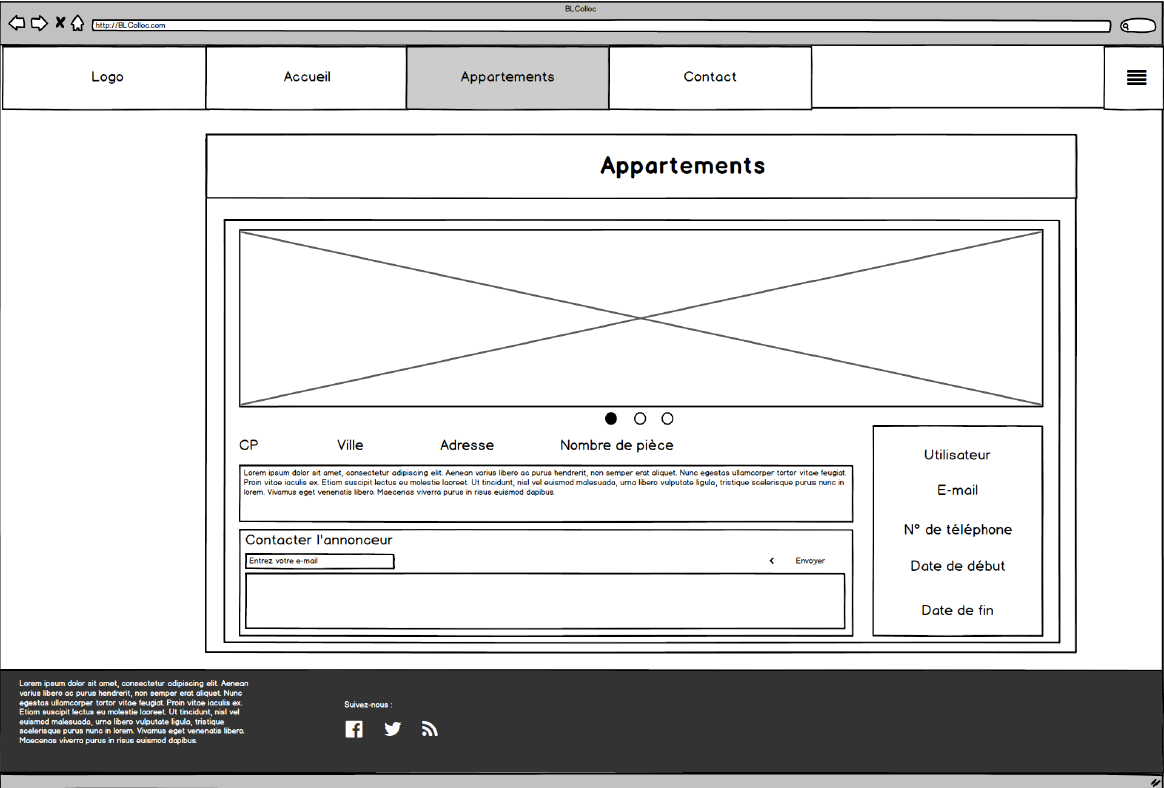 BLColloc
http://BLColloc.com
Logo
Accueil
Appartements
Contact
Appartements
CP
Ville
Adresse
Nombre de pièce
Lorem ipsum dolor sit amet, consectetur adipiscing elit. Aenean varius libero ac purus hendrerit, non semper erat aliquet. Nunc egestas ullamcorper tortor vitae feugiat.
Proin vitae iaculis ex. Etiam suscipit lectus eu molestie laoreet. Ut tincidunt, nisl vel euismod malesuada, urna libero vulputate ligula, tristique scelerisque purus nunc in
lorem. Vivamus eget venenatis libero. Maecenas viverra purus in risus euismod dapibus.
Contacter l'annonceur
Entrez votre e-mail
Envoyer
Utilisateur
E-mail
N° de téléphone
Date de début
Date de fin
Lorem ipsum dolor sit amet, consectetur adipiscing elit. Aenean
varius libero ac purus hendrerit, non semper erat aliquet. Nunc
egestas ullamcorper tortor vitae feugiat. Proin vitae iaculis ex.
Etiam suscipit lectus eu molestie laoreet. Ut tincidunt, nisl vel
euismod malesuada, urna libero vulputate ligula, tristique
scelerisque purus nunc in lorem. Vivamus eget venenatis libero.
Maecenas viverra purus in risus euismod dapibus.
Suivez-nous :